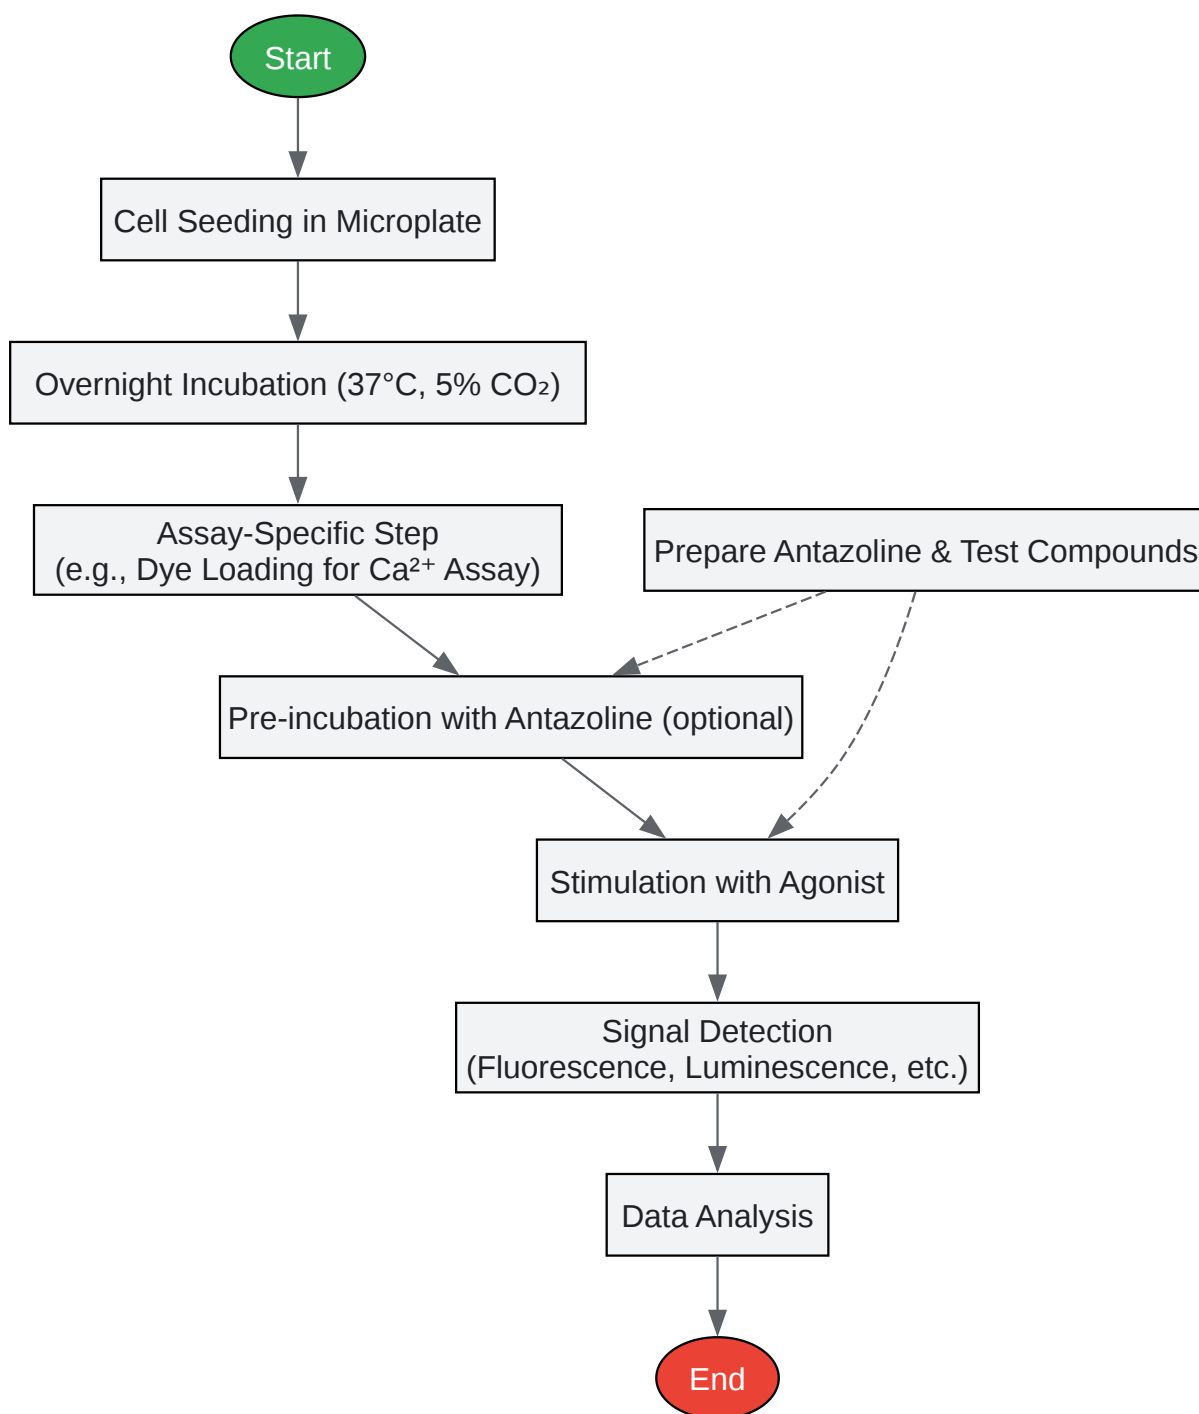 Start
Cell Seeding in Microplate
Overnight Incubation (37°C, 5% CO₂)
Assay-Specific Step
(e.g., Dye Loading for Ca²⁺ Assay)
Prepare Antazoline & Test Compounds
Pre-incubation with Antazoline (optional)
Stimulation with Agonist
Signal Detection
(Fluorescence, Luminescence, etc.)
Data Analysis
End